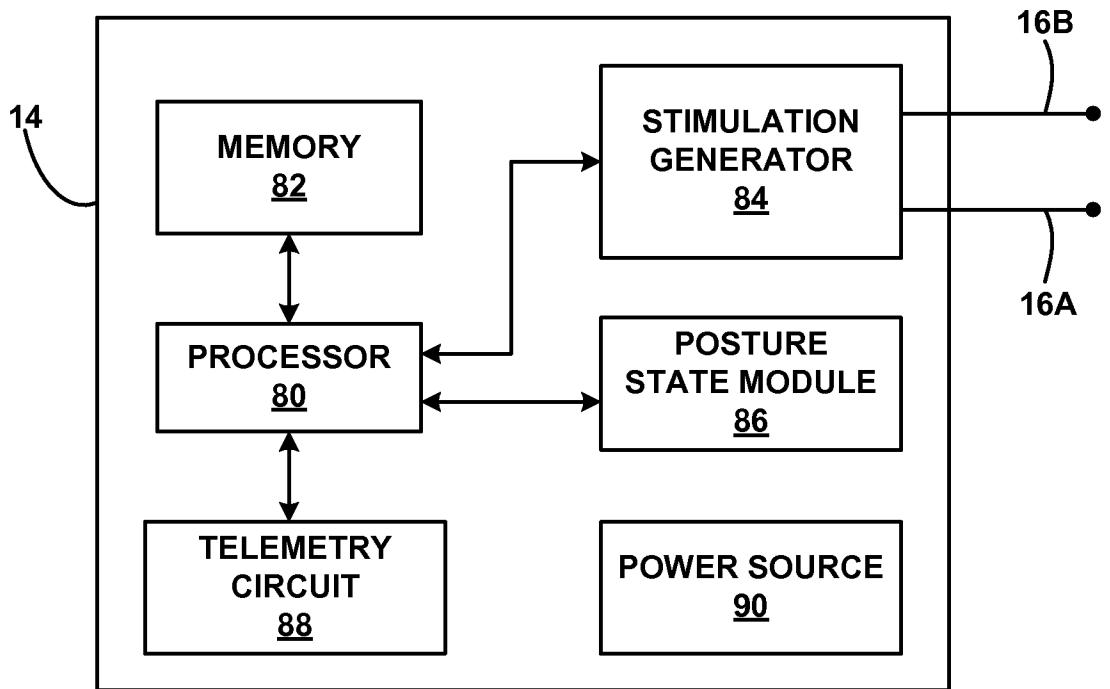 16B
14
MEMORY
82
STIMULATION
GENERATOR
84
16A
PROCESSOR
80
POSTURE
STATE MODULE
86
TELEMETRY
CIRCUIT
88
POWER SOURCE
90